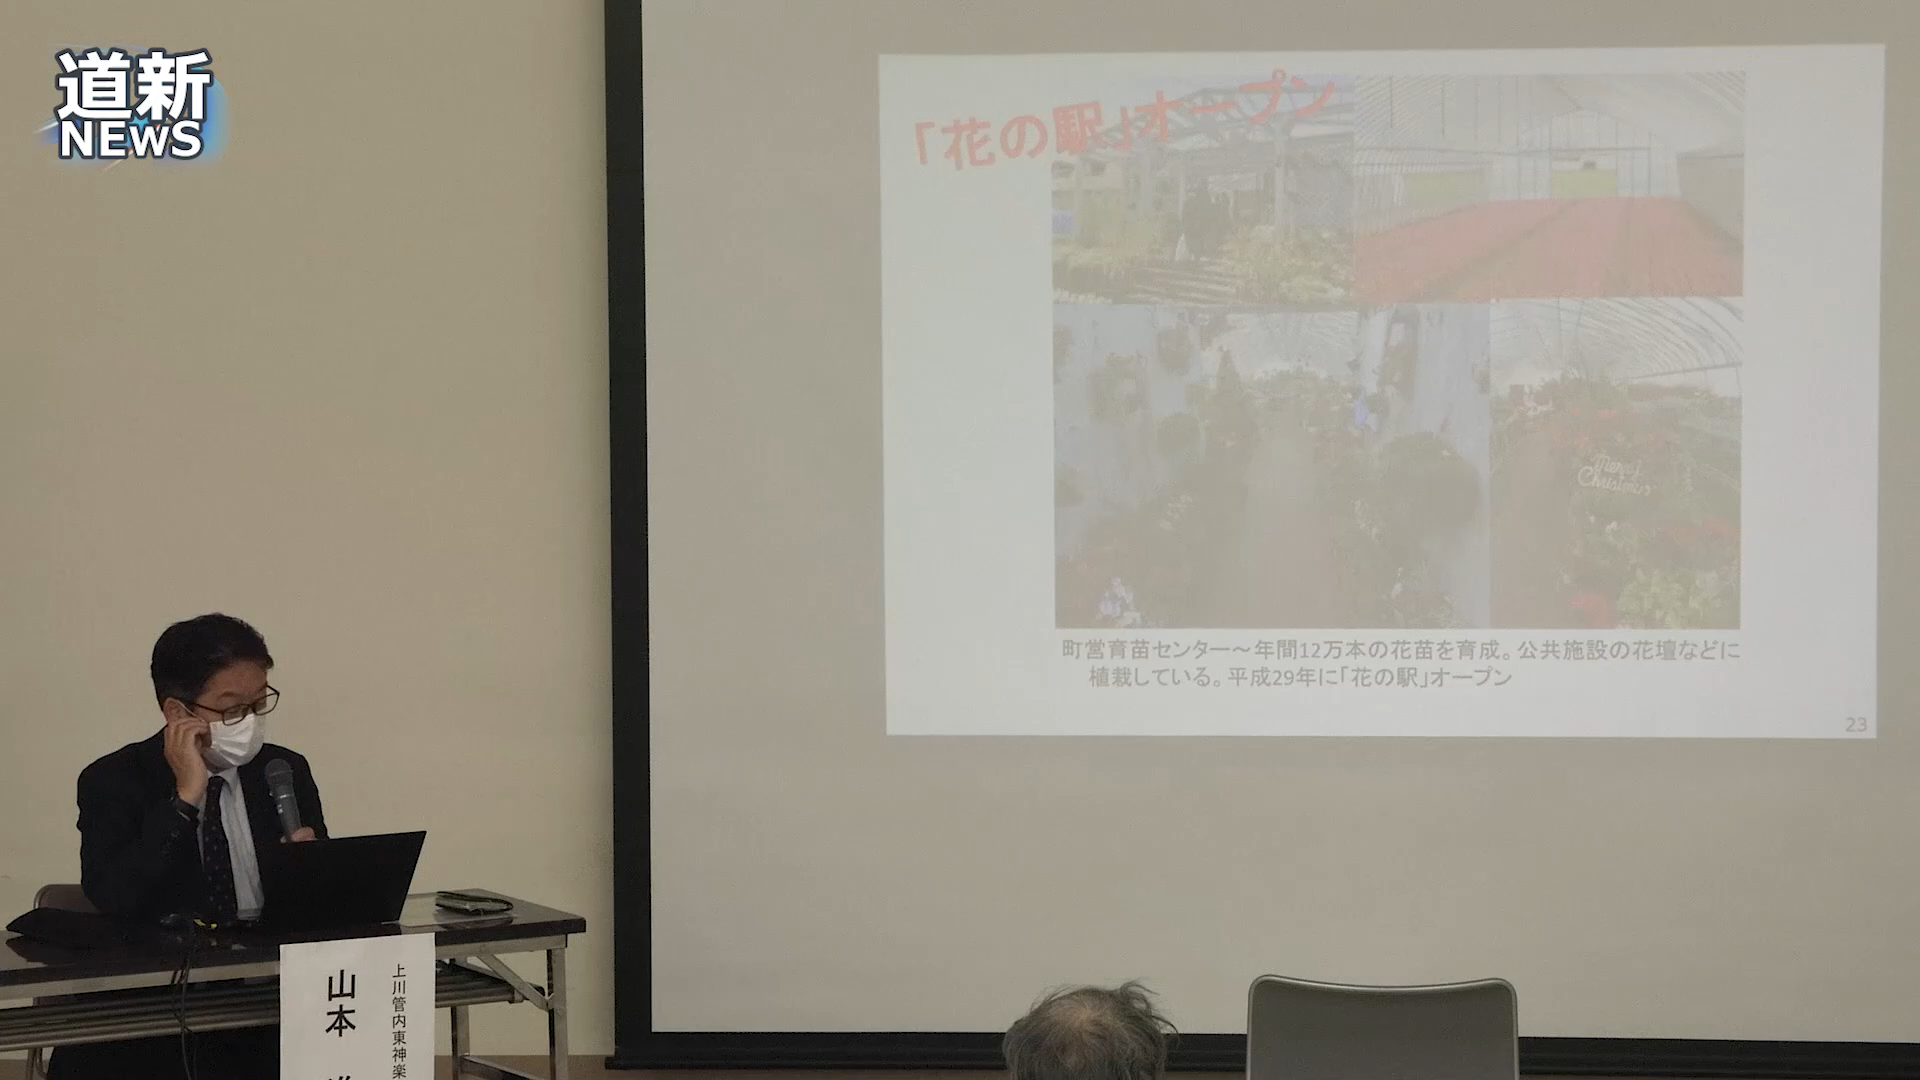 道新
NEWS
「花の駅」オープン
Merry
Christmas
町営育苗センター～年間12万本の花苗を育成。公共施設の花壇などに
植栽している。平成29年に「花の駅」オープン
23
上川管内東神楽
山本